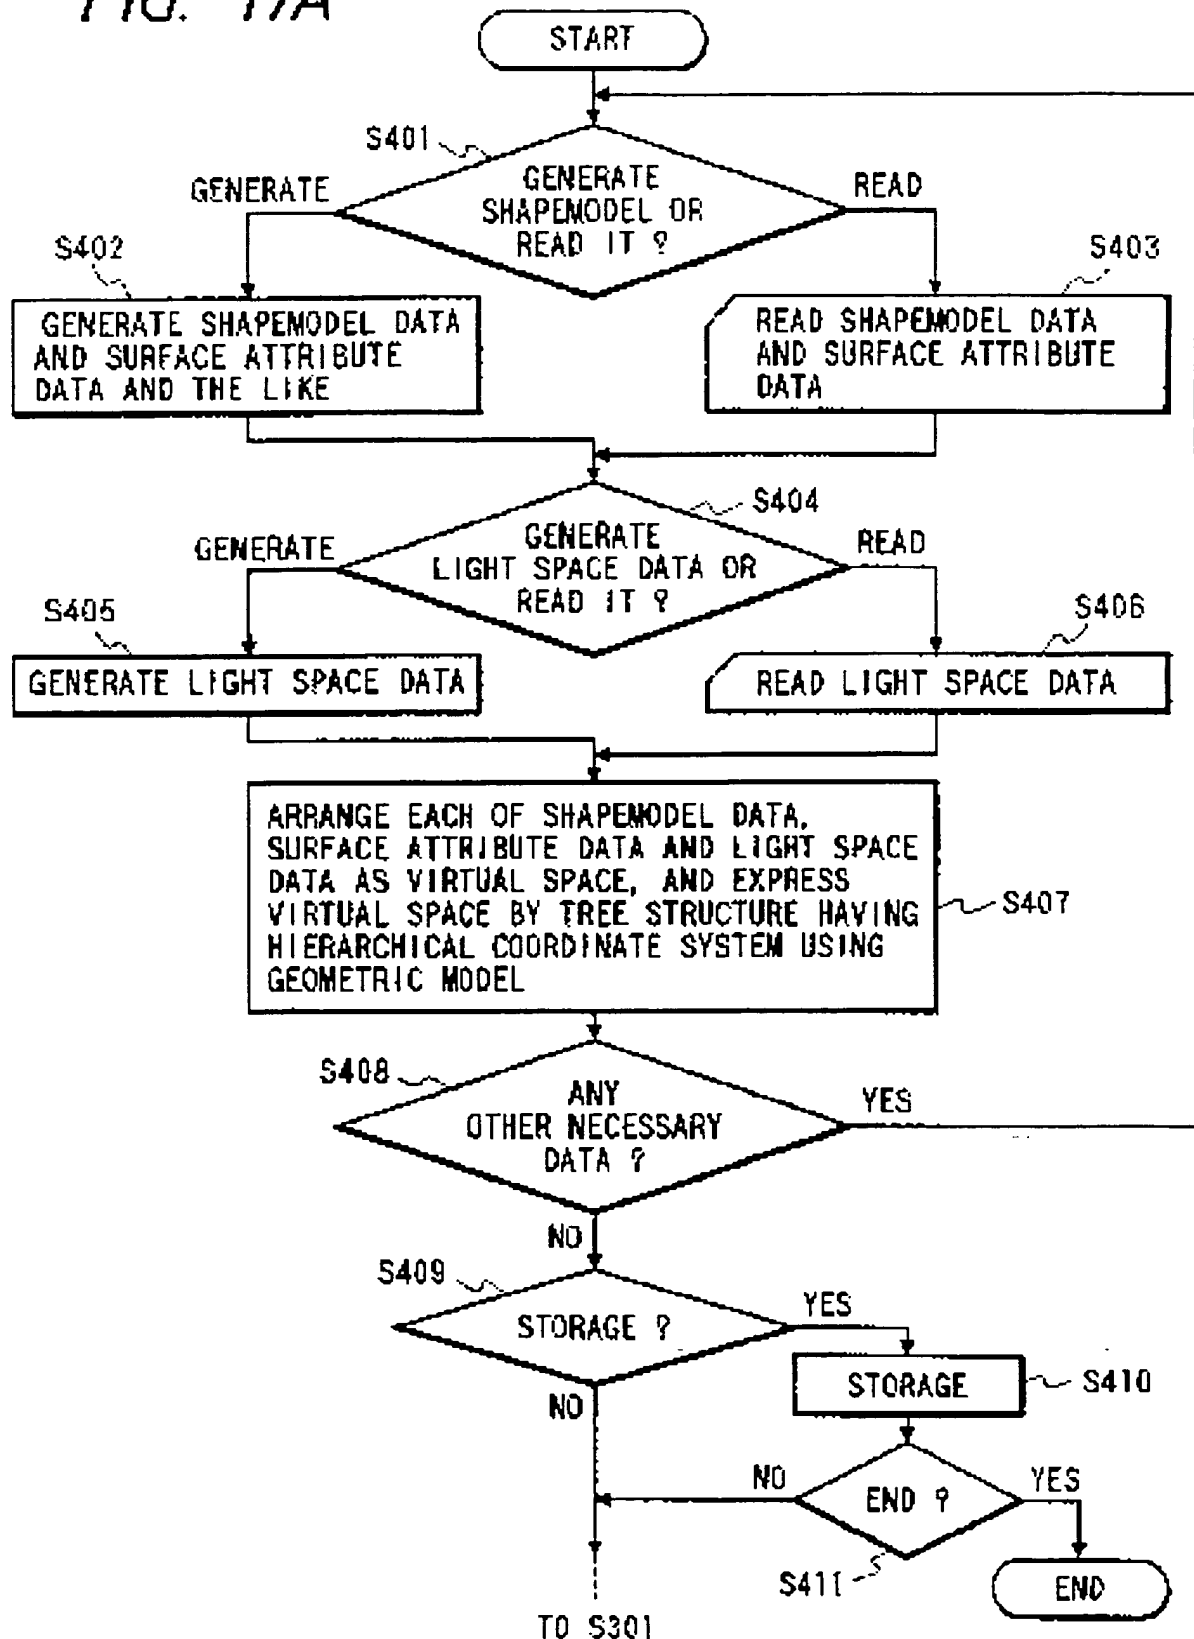 FIG. 17A
START
S401
GENERATE
GENERATE
SHAPEMODEL OR
READ IT ?
READ
S402
GENERATE SHAPEMODEL DATA
AND SURFACE ATTRIBUTE
DATA AND THE LIKE
S403
READ SHAPEMODEL DATA
AND SURFACE ATTRIBUTE
DATA
S404
GENERATE
GENERATE
LIGHT SPACE DATA OR
READ IT ?
READ
S405
GENERATE LIGHT SPACE DATA
S406
READ LIGHT SPACE DATA
ARRANGE EACH OF SHAPEMODEL DATA,
SURFACE ATTRIBUTE DATA AND LIGHT SPACE
DATA AS VIRTUAL SPACE, AND EXPRESS
VIRTUAL SPACE BY TREE STRUCTURE HAVING
HIERARCHICAL COORDINATE SYSTEM USING
GEOMETRIC MODEL
S407
S408
ANY
OTHER NECESSARY
DATA ?
YES
NO
S409
STORAGE ?
YES
NO
STORAGE
S410
NO
END ?
YES
S411
END
TO S301